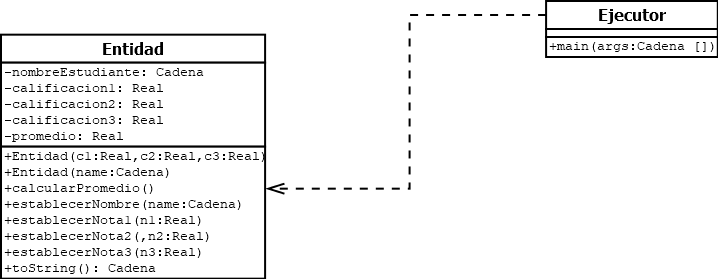 Ejecutor
+main(args:Cadena [])
Entidad
-nombreEstudiante: Cadena
-calificacion1: Real
-calificacion2: Real
-calificacion3: Real
-promedio: Real
+Entidad(c1:Real,c2:Real,c3:Real)
+Entidad(name:Cadena)
+calcularPromedio()
+establecerNombre(name:Cadena)
+establecerNota1(n1:Real)
+establecerNota2(,n2:Real)
+establecerNota3(n3:Real)
+toString(): Cadena